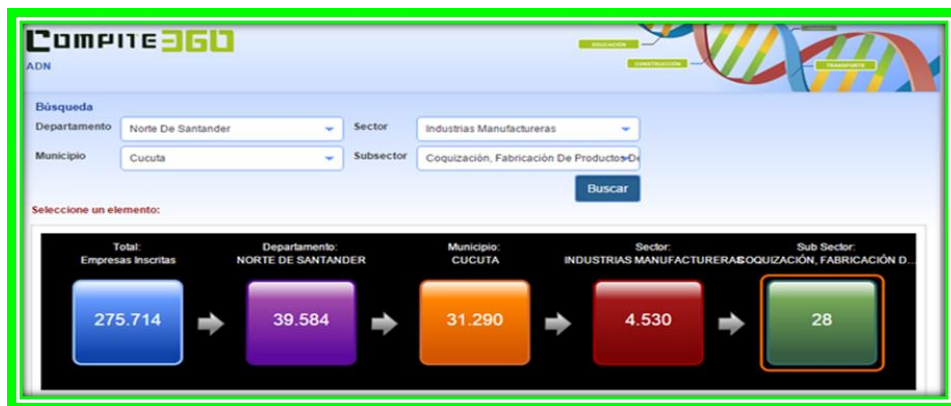 COMPITE360
ADN
EDUCACIÓN
CONSTRUCCIÓN
TRANSPORTE
Búsqueda
Departamento Norte De Santander Sector Industrias Manufactureras
Municipio Cucuta Subsector Coquización, Fabricación De Productos De
Buscar
Seleccione un elemento:
Total: Departamento: Municipio: Sector: Sub Sector:
Empresas Inscritas NORTE DE SANTANDER CUCUTA INDUSTRIAS MANUFACTURERAS COQUIZACIÓN, FABRICACIÓN D...
275.714 39.584 31.290 4.530 28